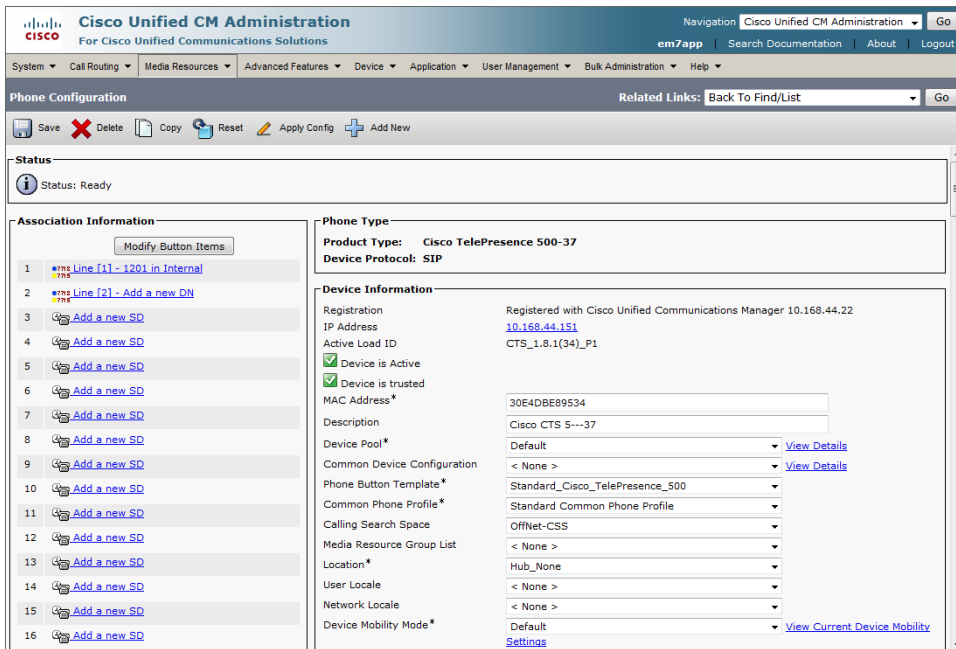 CISCO
Cisco Unified CM Administration
For Cisco Unified Communications Solutions
Navigation Cisco Unified CM Administration Go
em7app | Search Documentation | About | Logout
System Call Routing Media Resources Advanced Features Device Application User Management Bulk Administration Help
Phone Configuration
Related Links: Back To Find/List Go
Save Delete Copy Reset Apply Config Add New
Status
Status: Ready
Association Information
Modify Button Items
1 Line [1] - 1201 in Internal
2 Line [2] - Add a new DN
3 Add a new SD
4 Add a new SD
5 Add a new SD
6 Add a new SD
7 Add a new SD
8 Add a new SD
9 Add a new SD
10 Add a new SD
11 Add a new SD
12 Add a new SD
13 Add a new SD
14 Add a new SD
15 Add a new SD
16 Add a new SD
Phone Type
Product Type: Cisco TelePresence 500-37
Device Protocol: SIP
Device Information
Registration Registered with Cisco Unified Communications Manager 10.168.44.22
IP Address 10.168.44.151
Active Load ID CTS_1.8.1(34)_P1
Device is Active
Device is trusted
MAC Address* 30E4DBE89534
Description Cisco CTS 5---37
Device Pool* Default View Details
Common Device Configuration < None > View Details
Phone Button Template* Standard_Cisco_TelePresence_500
Common Phone Profile* Standard Common Phone Profile
Calling Search Space OffNet-CSS
Media Resource Group List < None >
Location* Hub_None
User Locale < None >
Network Locale < None >
Device Mobility Mode* Default View Current Device Mobility
Settings